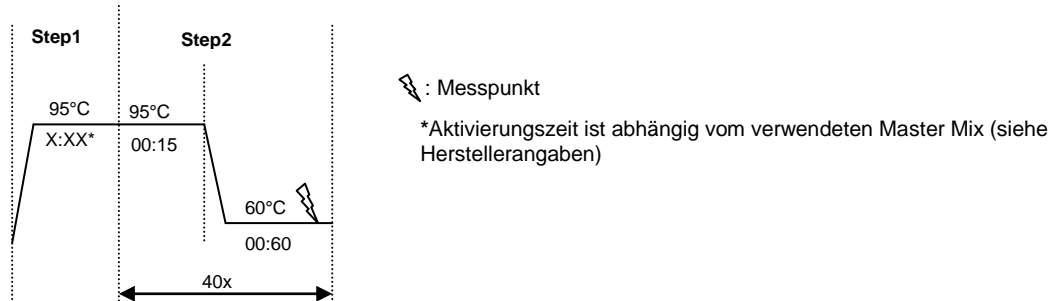 Step1
Step2
: Messpunkt
95°C
95°C
X:XX*
00:15
*Aktivierungszeit ist abhängig vom verwendeten Master Mix (siehe
Herstellerangaben)
60°C
00:60
40x